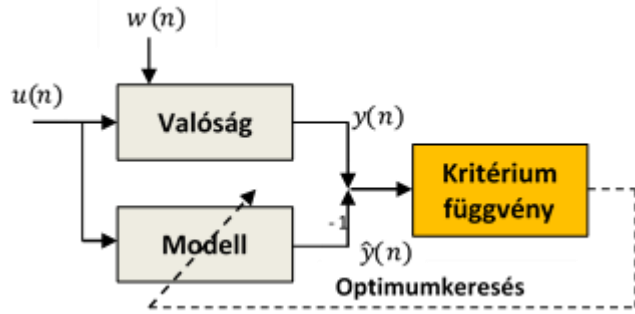 w(n)
u(n)
Valóság
y(n)
Kritérium
függvény
-1
Modell
ŷ(n)
Optimumkeresés